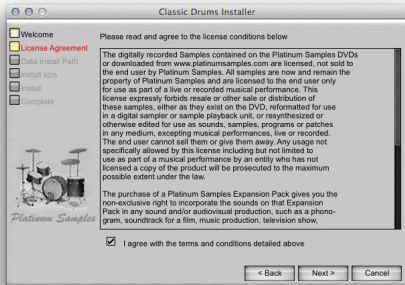 Classic Drums Installer
Welcome
License Agreement
Data Install Path
Install size
Install
Complete
Platinum Samples
Please read and agree to the license conditions below
The digitally recorded Samples contained on the Platinum Samples DVDs
or downloaded from www.platinumsamples.com are licensed, not sold to
the end user by Platinum Samples. All samples are now and remain the
property of Platinum Samples and are licensed to the end user only
for use as part of a live or recorded musical performance. This
license expressly forbids resale or other sale or distribution of
these samples, either as they exist on the DVD, reformatted for use
in a digital sampler or sample playback unit, or resynthesized or
otherwise edited for use as sounds, samples, programs or patches
in any medium, excepting musical performances, live or recorded.
The end user cannot sell them or give them away. Any usage not
specifically allowed by this license including but not limited to
use as part of a musical performance by an entity who has not
licensed a copy of the product will be prosecuted to the maximum
possible extent under the law.
The purchase of a Platinum Samples Expansion Pack gives you the
non-exclusive right to incorporate the sounds on that Expansion
Pack in any sound and/or audiovisual production, such as a phono-
gram, soundtrack for a film, music production, television show,
I agree with the terms and conditions detailed above
< Back
Next >
Cancel